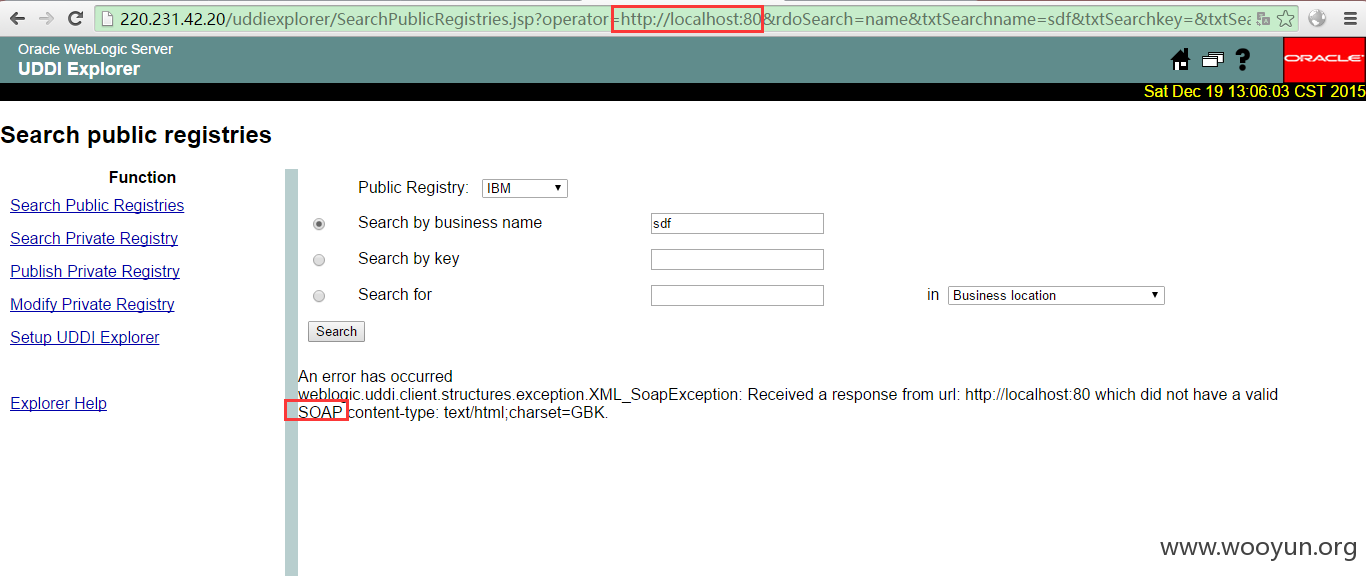 220.231.42.20/uddiexplorer/SearchPublicRegistries.jsp?operator=http://localhost:80&rdoSearch=name&txtSearchname=sdf&txtSearchkey=&txtSea
Oracle WebLogic Server
UDDI Explorer
ORACLE
Sat Dec 19 13:06:03 CST 2015
Search public registries
Function
Search Public Registries
Search Private Registry
Publish Private Registry
Modify Private Registry
Setup UDDI Explorer
Explorer Help
Public Registry: IBM
Search by business name sdf
Search by key
Search for in Business location
Search
An error has occurred
weblogic.uddi.client.structures.exception.XML_SoapException: Received a response from url: http://localhost:80 which did not have a valid
SOAP content-type: text/html;charset=GBK.
www.wooyun.org